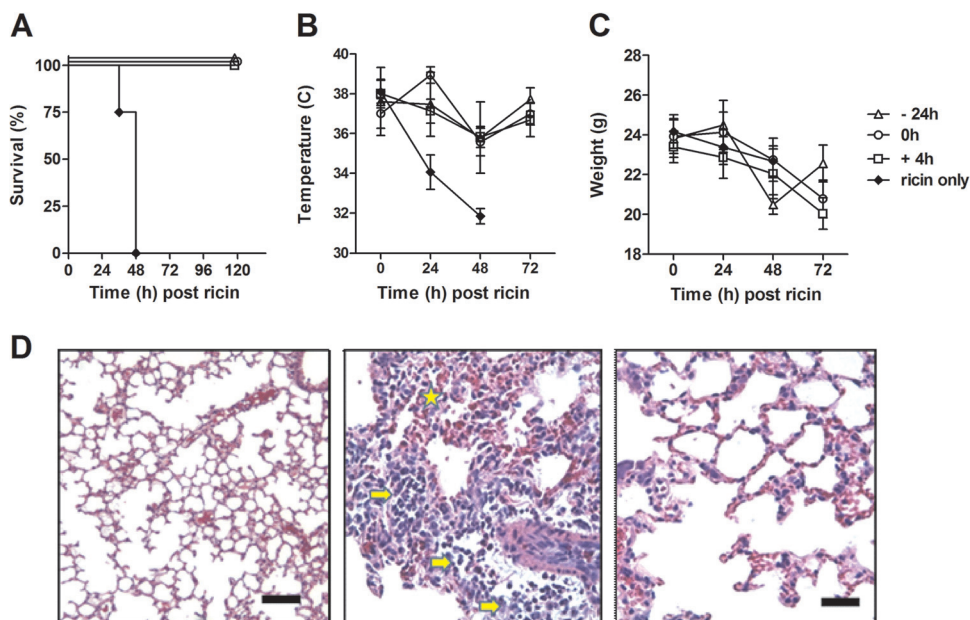 A
B
C
Survival (%)
100
75
50
25
0
0 24 48 72 96 120
Time (h) post ricin
Temperature (C)
40
38
36
34
32
30
0 24 48 72
Time (h) post ricin
Weight (g)
28
26
24
22
20
18
0 24 48 72
Time (h) post ricin
- 24h
0h
+ 4h
ricin only
D